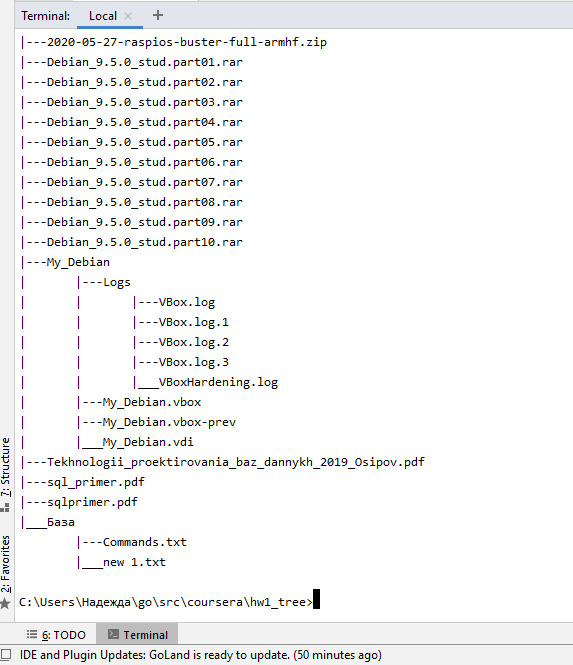 Terminal: Local × +
|---2020-05-27-raspios-buster-full-armhf.zip
|---Debian_9.5.0_stud.part01.rar
|---Debian_9.5.0_stud.part02.rar
|---Debian_9.5.0_stud.part03.rar
|---Debian_9.5.0_stud.part04.rar
|---Debian_9.5.0_stud.part05.rar
|---Debian_9.5.0_stud.part06.rar
|---Debian_9.5.0_stud.part07.rar
|---Debian_9.5.0_stud.part08.rar
|---Debian_9.5.0_stud.part09.rar
|---Debian_9.5.0_stud.part10.rar
|---My_Debian
|       |---Logs
|       |       |---VBox.log
|       |       |---VBox.log.1
|       |       |---VBox.log.2
|       |       |---VBox.log.3
|       |       |___VBoxHardening.log
|       |---My_Debian.vbox
|       |---My_Debian.vbox-prev
|       |___My_Debian.vdi
|---Tekhnologii_proektirovania_baz_dannykh_2019_Osipov.pdf
|---sql_primer.pdf
|---sqlprimer.pdf
|___База
        |---Commands.txt
        |___new 1.txt
C:\Users\Надежда\go\src\coursera\hw1_tree>
7: Structure
2: Favorites
6: TODO Terminal
IDE and Plugin Updates: GoLand is ready to update. (50 minutes ago)